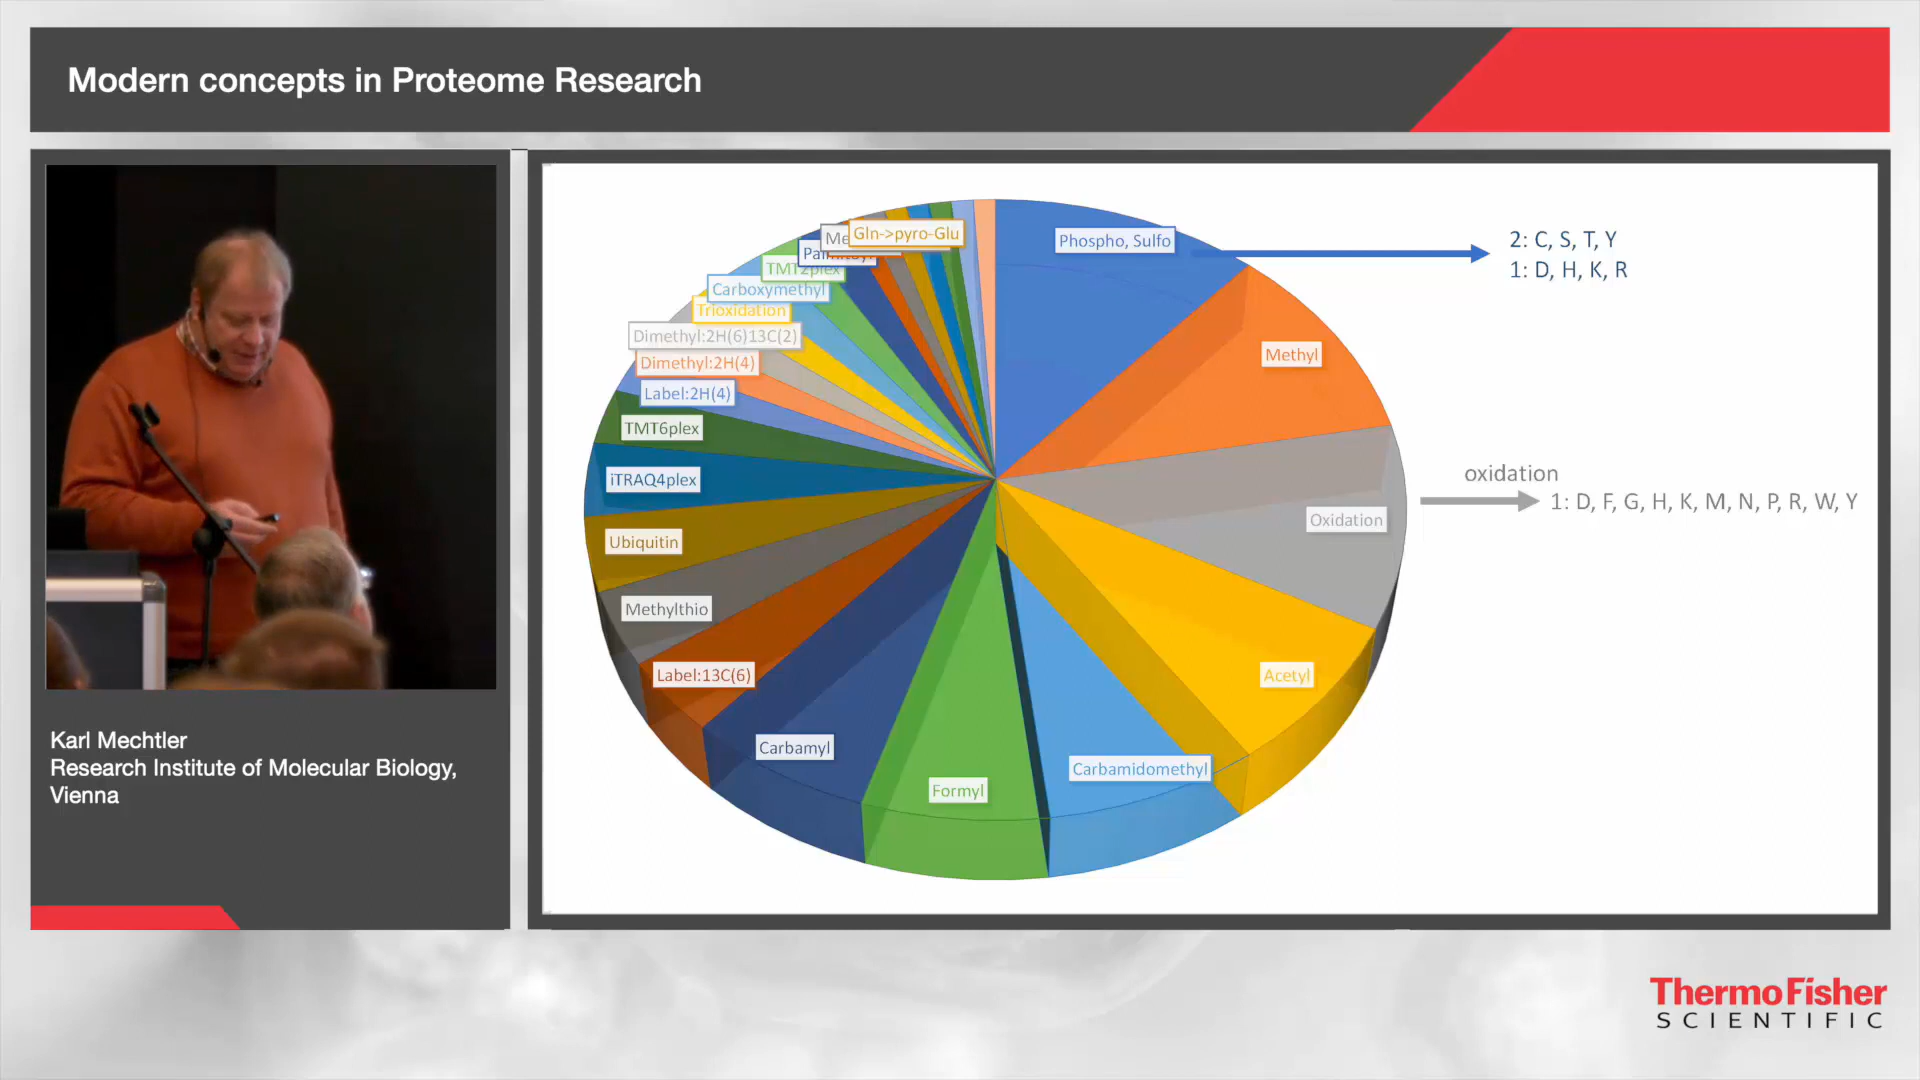 Modern concepts in Proteome Research
Karl Mechtler
Research Institute of Molecular Biology,
Vienna
Phospho, Sulfo
2: C, S, T, Y
1: D, H, K, R
Methyl
oxidation
1: D, F, G, H, K, M, N, P, R, W, Y
Oxidation
Acetyl
Carbamidomethyl
Formyl
Carbamyl
Label:13C(6)
Methylthio
Ubiquitin
iTRAQ4plex
TMT6plex
Label:2H(4)
Dimethyl:2H(4)
Dimethyl:2H(6)13C(2)
Trioxidation
Carboxymethyl
TMT2plex
Gln->pyro-Glu
ThermoFisher
SCIENTIFIC